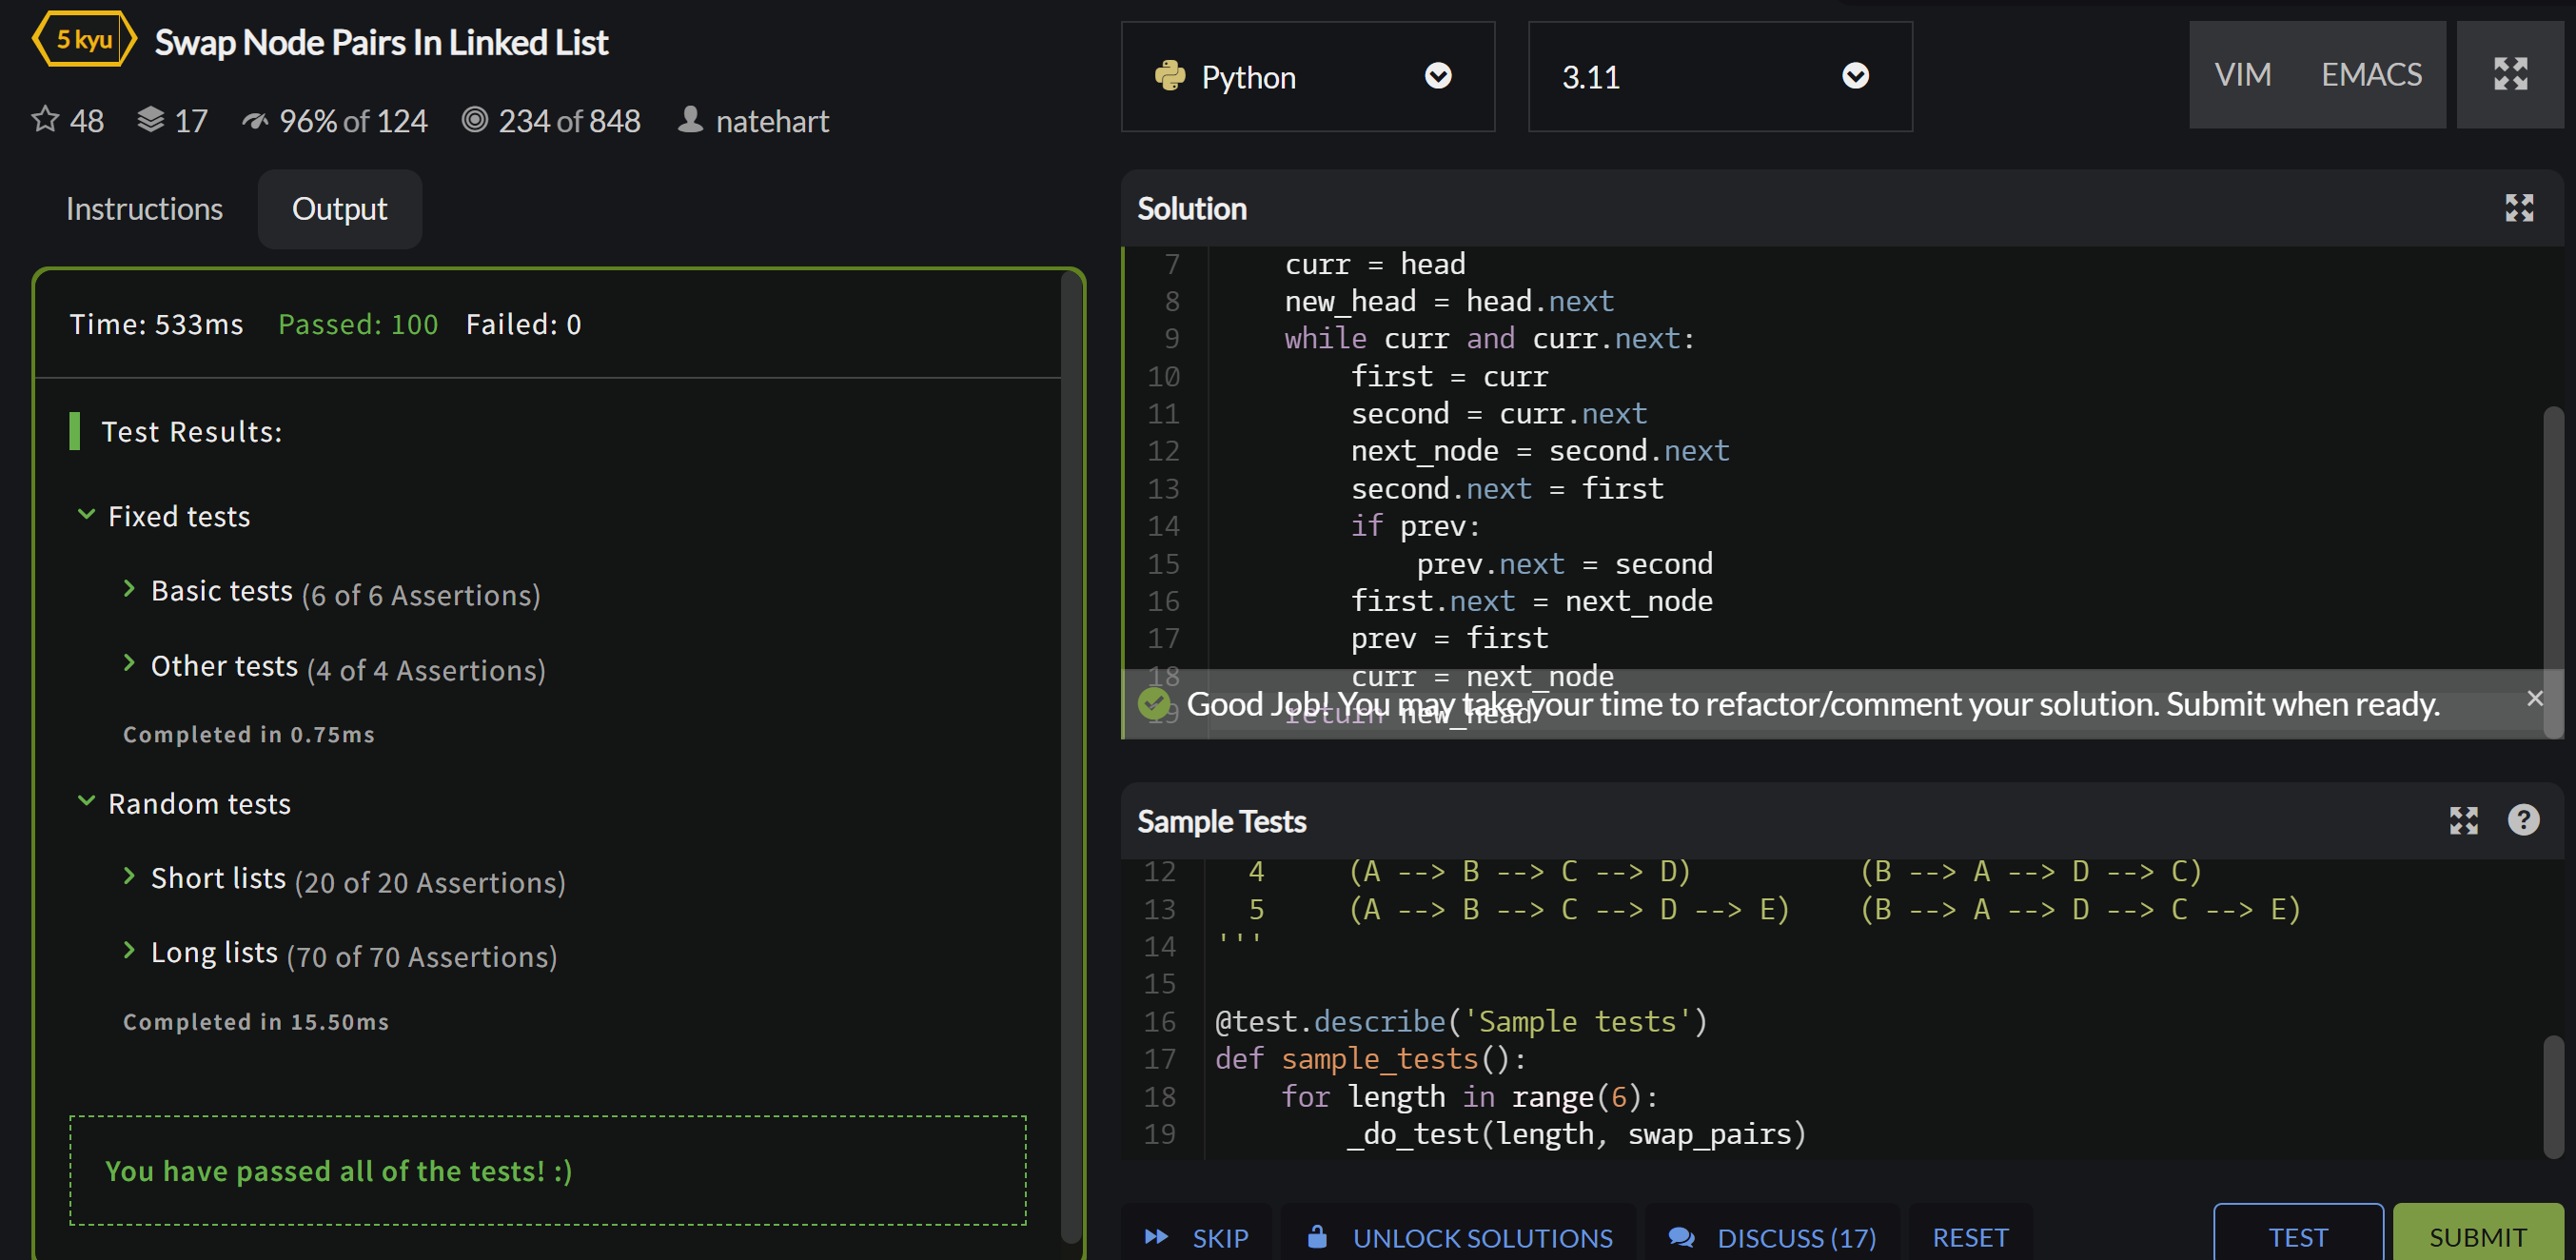 5 kyu Swap Node Pairs In Linked List
48 17 96% of 124 234 of 848 natehart
Instructions Output
Time: 533ms Passed: 100 Failed: 0
Test Results:
Fixed tests
Basic tests (6 of 6 Assertions)
Other tests (4 of 4 Assertions)
Completed in 0.75ms
Random tests
Short lists (20 of 20 Assertions)
Long lists (70 of 70 Assertions)
Completed in 15.50ms
You have passed all of the tests! :)
Python 3.11 VIM EMACS
Solution
7 curr = head
8 new_head = head.next
9 while curr and curr.next:
10 first = curr
11 second = curr.next
12 next_node = second.next
13 second.next = first
14 if prev:
15 prev.next = second
16 first.next = next_node
17 prev = first
18 curr = next_node
19 return new_head
Good Job! You may take your time to refactor/comment your solution. Submit when ready. ×
Sample Tests ?
12 4 (A --> B --> C --> D) (B --> A --> D --> C)
13 5 (A --> B --> C --> D --> E) (B --> A --> D --> C --> E)
14 '''
15
16 @test.describe('Sample tests')
17 def sample_tests():
18 for length in range(6):
19 _do_test(length, swap_pairs)
SKIP UNLOCK SOLUTIONS DISCUSS (17) RESET TEST SUBMIT